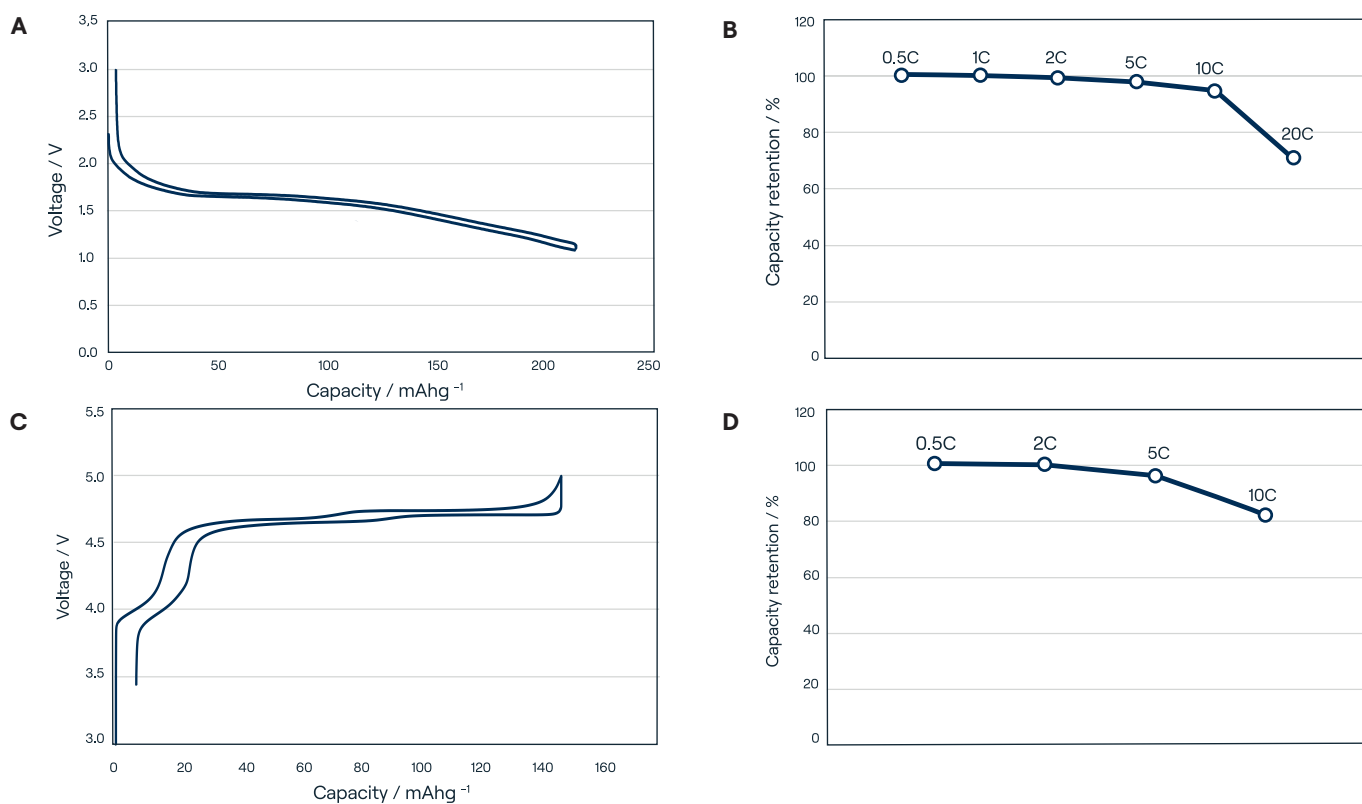 A
3,5
3.0
2.5
2.0
1.5
1.0
0.5
0.0
Voltage / V
0
50
100
150
200
250
Capacity / mAhg⁻¹
B
120
100
80
60
40
20
0
Capacity retention / %
0.5C
1C
2C
5C
10C
20C
C
5.5
5.0
4.5
4.0
3.5
3.0
Voltage / V
0
20
40
60
80
100
120
140
160
Capacity / mAhg⁻¹
D
120
100
80
60
40
20
0
Capacity retention / %
0.5C
2C
5C
10C